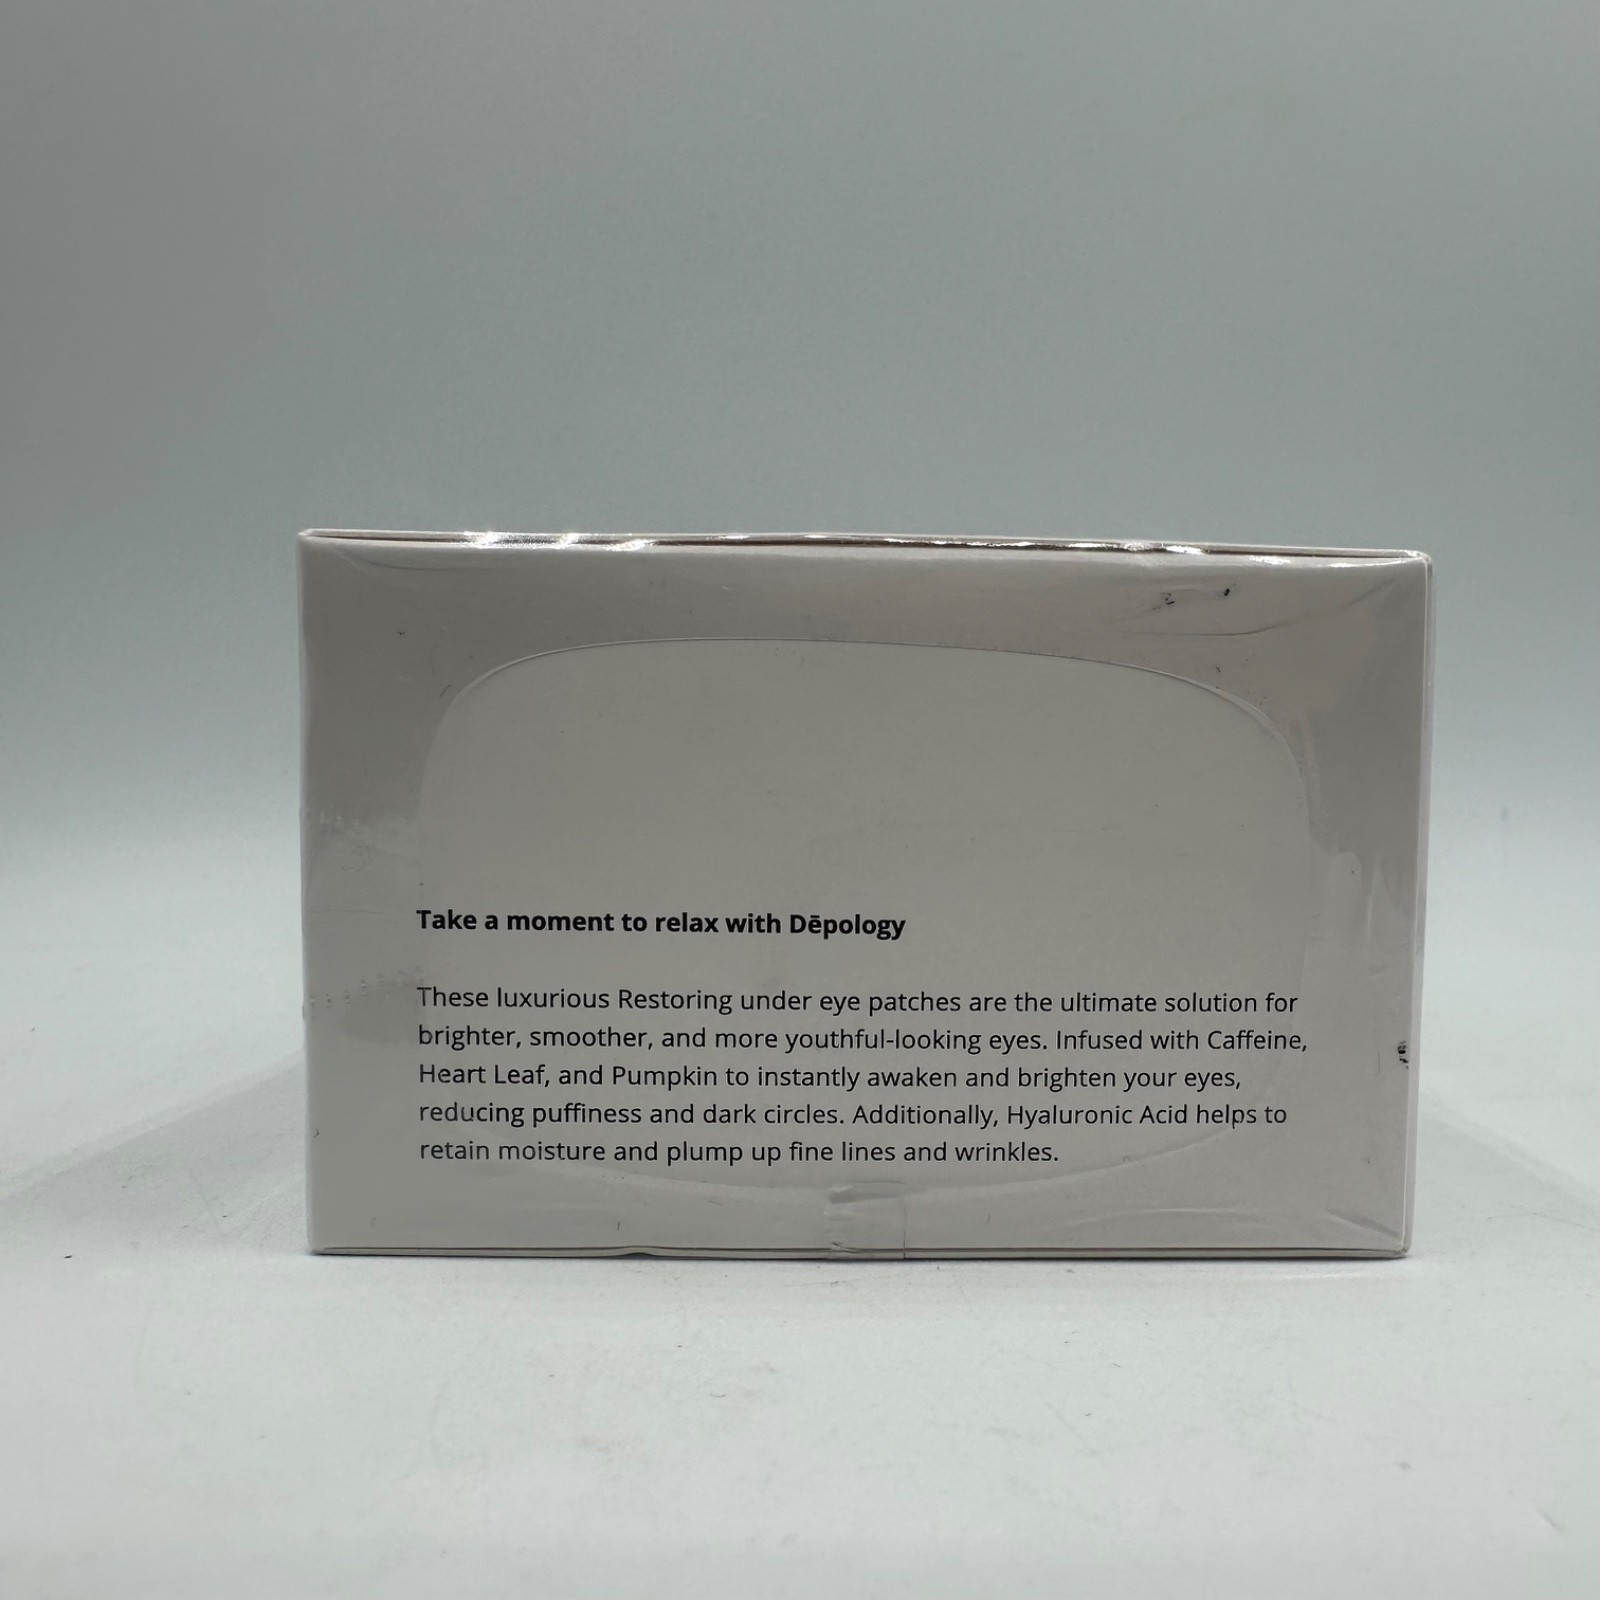 Take a moment to relax with Dēpology
These luxurious Restoring under eye patches are the ultimate solution for
brighter, smoother, and more youthful-looking eyes. Infused with Caffeine,
Heart Leaf, and Pumpkin to instantly awaken and brighten your eyes,
reducing puffiness and dark circles. Additionally, Hyaluronic Acid helps to
retain moisture and plump up fine lines and wrinkles.